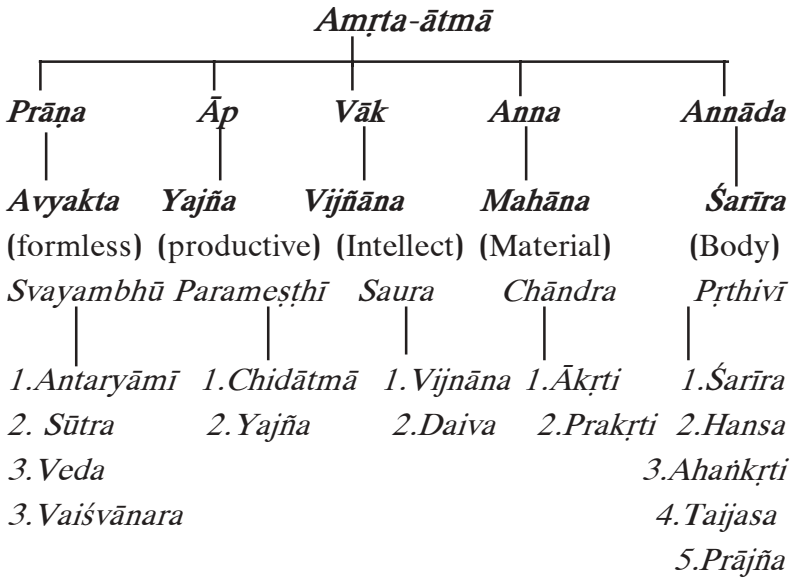 Amṛta-ātmā
Prāṇa Āp Vāk Anna Annāda
Avyakta Yajña Vijñāna Mahāna Śarīra
(formless) (productive) (Intellect) (Material) (Body)
Svayambhū Parameṣṭhī Saura Chāndra Pṛthivī
1.Antaryāmī 1.Chidātmā 1.Vijnāna 1.Ākṛti 1.Śarīra
2. Sūtra 2.Yajña 2.Daiva 2.Prakṛti 2.Hansa
3.Veda 3.Ahaṅkṛti
3.Vaiśvānara 4.Taijasa
5.Prājña